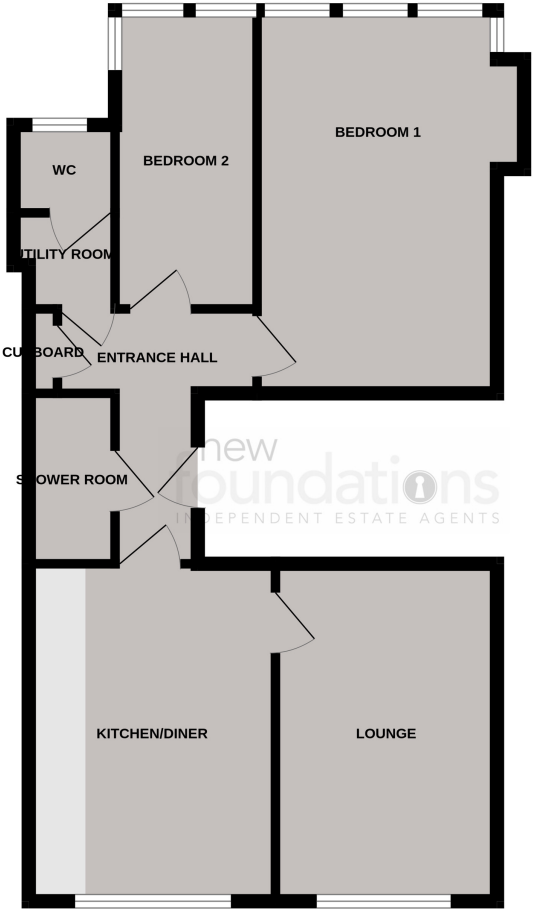 BEDROOM 1
BEDROOM 2
WC
UTILITY ROOM
CUPBOARD
ENTRANCE HALL
new
foundations
INDEPENDENT ESTATE AGENTS
SHOWER ROOM
KITCHEN/DINER
LOUNGE